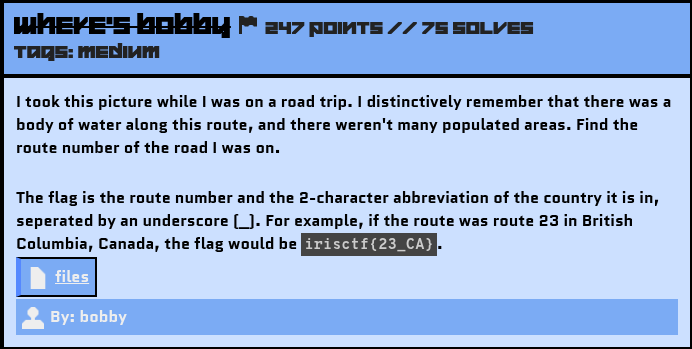 where's bobby 247 points // 75 solves
Tags: medium
I took this picture while I was on a road trip. I distinctively remember that there was a
body of water along this route, and there weren't many populated areas. Find the
route number of the road I was on.
The flag is the route number and the 2-character abbreviation of the country it is in,
seperated by an underscore (_). For example, if the route was route 23 in British
Columbia, Canada, the flag would be irisctf{23_CA}.
files
By: bobby